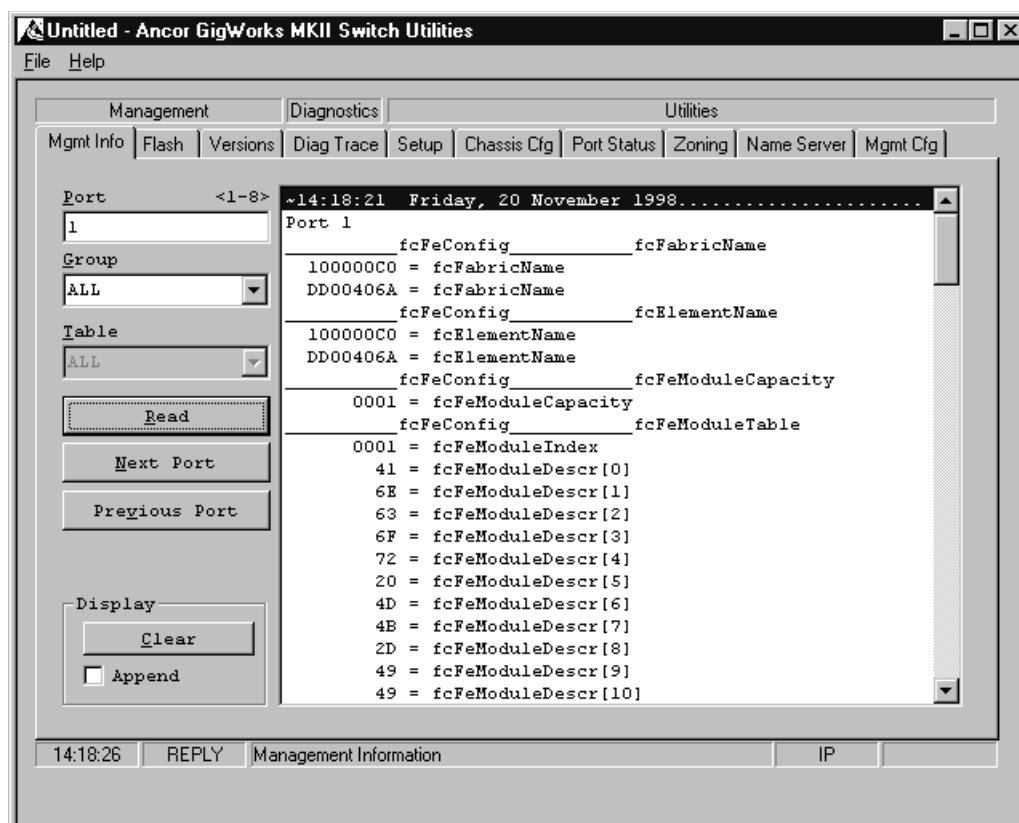 Untitled - Ancor GigWorks MKII Switch Utilities
File Help
Management Diagnostics Utilities
Mgmt Info Flash Versions Diag Trace Setup Chassis Cfg Port Status Zoning Name Server Mgmt Cfg
Port <1-8>
1
Group
ALL
Table
ALL
Read
Next Port
Previous Port
Display
Clear
Append
~14:18:21 Friday, 20 November 1998......................
Port 1
__________fcFeConfig___________fcFabricName
100000C0 = fcFabricName
DD00406A = fcFabricName
__________fcFeConfig___________fcElementName
100000C0 = fcElementName
DD00406A = fcElementName
__________fcFeConfig___________fcFeModuleCapacity
0001 = fcFeModuleCapacity
__________fcFeConfig___________fcFeModuleTable
0001 = fcFeModuleIndex
41 = fcFeModuleDescr[0]
6E = fcFeModuleDescr[1]
63 = fcFeModuleDescr[2]
6F = fcFeModuleDescr[3]
72 = fcFeModuleDescr[4]
20 = fcFeModuleDescr[5]
4D = fcFeModuleDescr[6]
4B = fcFeModuleDescr[7]
2D = fcFeModuleDescr[8]
49 = fcFeModuleDescr[9]
49 = fcFeModuleDescr[10]
14:18:26 REPLY Management Information IP